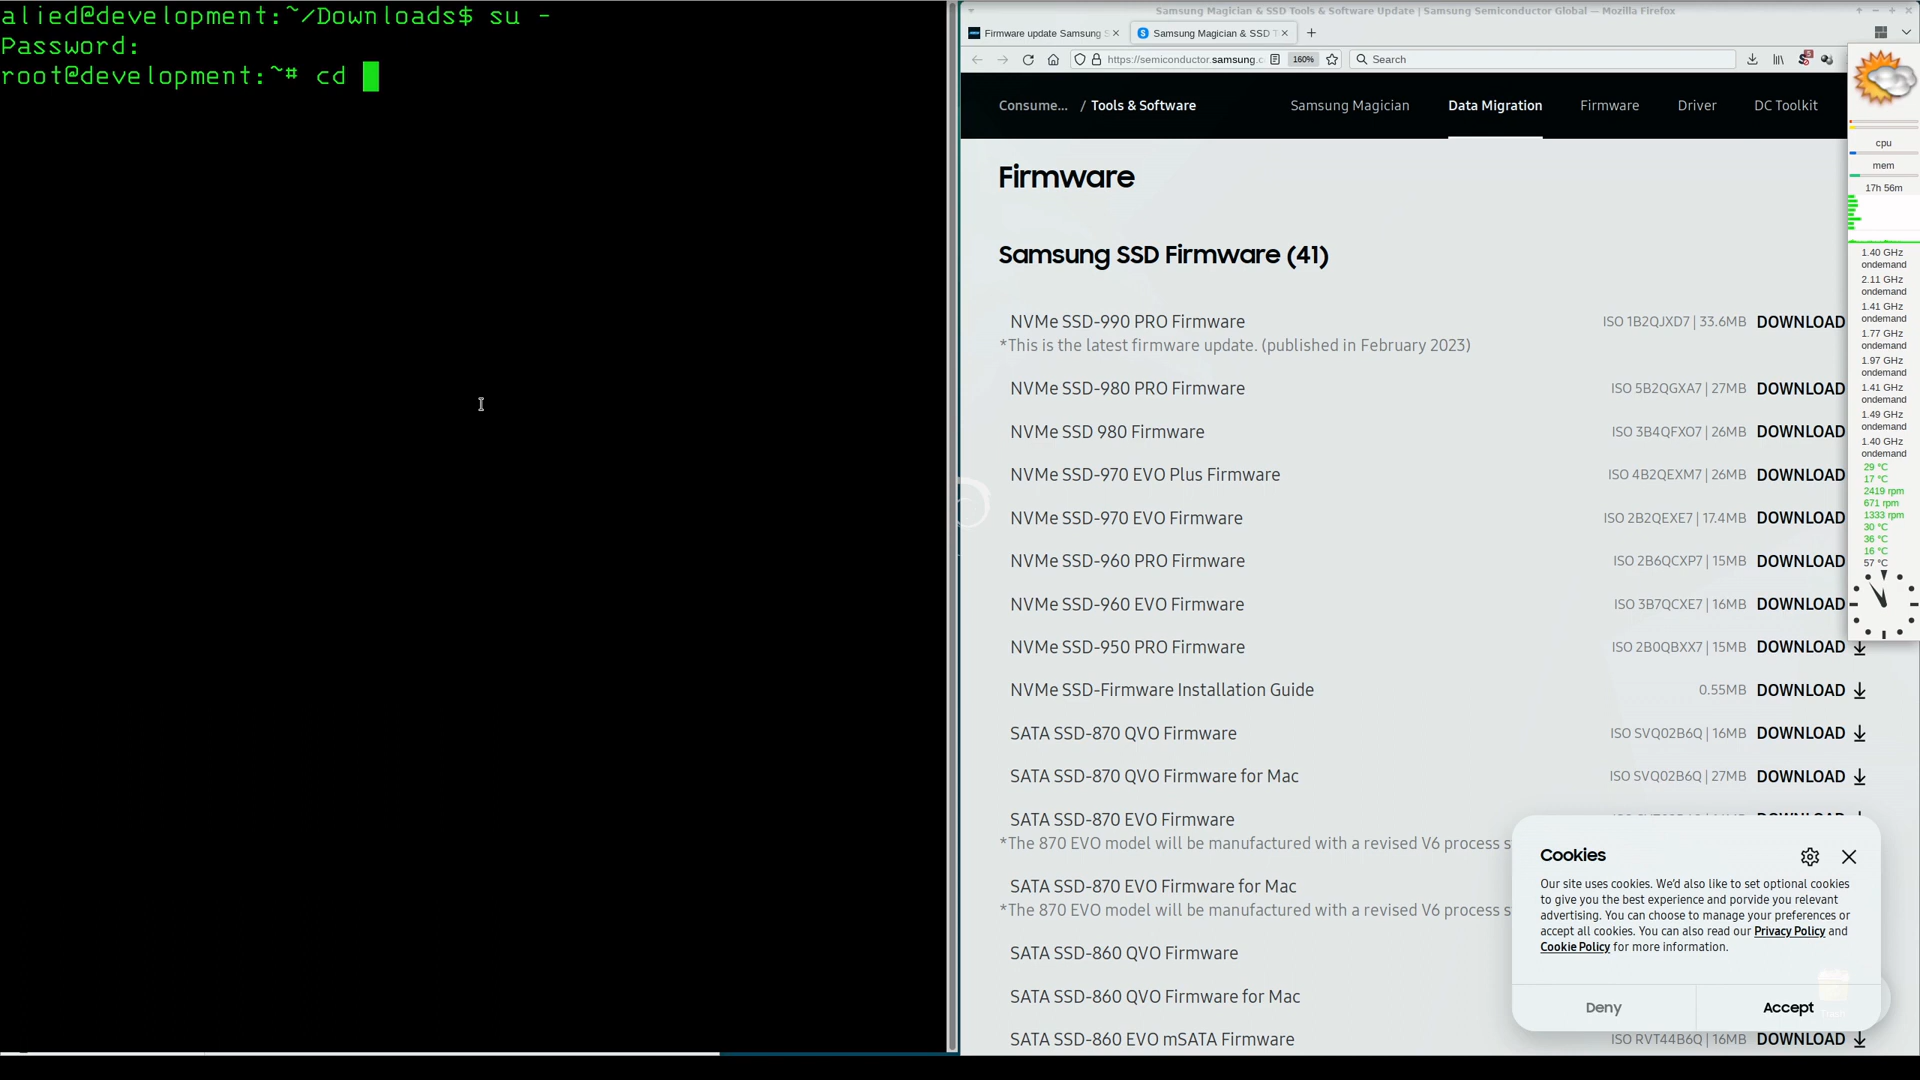 alied@development:~/Downloads$ su -
Password:
root@development:~# cd
Samsung Magician & SSD Tools & Software Update | Samsung Semiconductor Global — Mozilla Firefox
Firmware update Samsung S
Samsung Magician & SSD T
https://semiconductor.samsung.c
160%
Search
5
Consume... / Tools & Software
Samsung Magician
Data Migration
Firmware
Driver
DC Toolkit
Firmware
Samsung SSD Firmware (41)
NVMe SSD-990 PRO Firmware ISO 1B2QJXD7 | 33.6MB DOWNLOAD
*This is the latest firmware update. (published in February 2023)
NVMe SSD-980 PRO Firmware ISO 5B2QGXA7 | 27MB DOWNLOAD
NVMe SSD 980 Firmware ISO 3B4QFXO7 | 26MB DOWNLOAD
NVMe SSD-970 EVO Plus Firmware ISO 4B2QEXM7 | 26MB DOWNLOAD
NVMe SSD-970 EVO Firmware ISO 2B2QEXE7 | 17.4MB DOWNLOAD
NVMe SSD-960 PRO Firmware ISO 2B6QCXP7 | 15MB DOWNLOAD
NVMe SSD-960 EVO Firmware ISO 3B7QCXE7 | 16MB DOWNLOAD
NVMe SSD-950 PRO Firmware ISO 2B0QBXX7 | 15MB DOWNLOAD
NVMe SSD-Firmware Installation Guide 0.55MB DOWNLOAD
SATA SSD-870 QVO Firmware ISO SVQ02B6Q | 16MB DOWNLOAD
SATA SSD-870 QVO Firmware for Mac ISO SVQ02B6Q | 27MB DOWNLOAD
SATA SSD-870 EVO Firmware
*The 870 EVO model will be manufactured with a revised V6 process s
SATA SSD-870 EVO Firmware for Mac
*The 870 EVO model will be manufactured with a revised V6 process s
SATA SSD-860 QVO Firmware
SATA SSD-860 QVO Firmware for Mac
SATA SSD-860 EVO mSATA Firmware ISO RVT44B6Q | 16MB DOWNLOAD
Cookies
Our site uses cookies. We'd also like to set optional cookies
to give you the best experience and porvide you relevant
advertising. You can choose to manage your preferences or
accept all cookies. You can also read our Privacy Policy and
Cookie Policy for more information.
Deny
Accept
cpu
mem
17h 56m
1.40 GHz
ondemand
2.11 GHz
ondemand
1.41 GHz
ondemand
1.77 GHz
ondemand
1.97 GHz
ondemand
1.41 GHz
ondemand
1.49 GHz
ondemand
1.40 GHz
ondemand
29 °C
17 °C
2419 rpm
671 rpm
1333 rpm
30 °C
36 °C
16 °C
57 °C